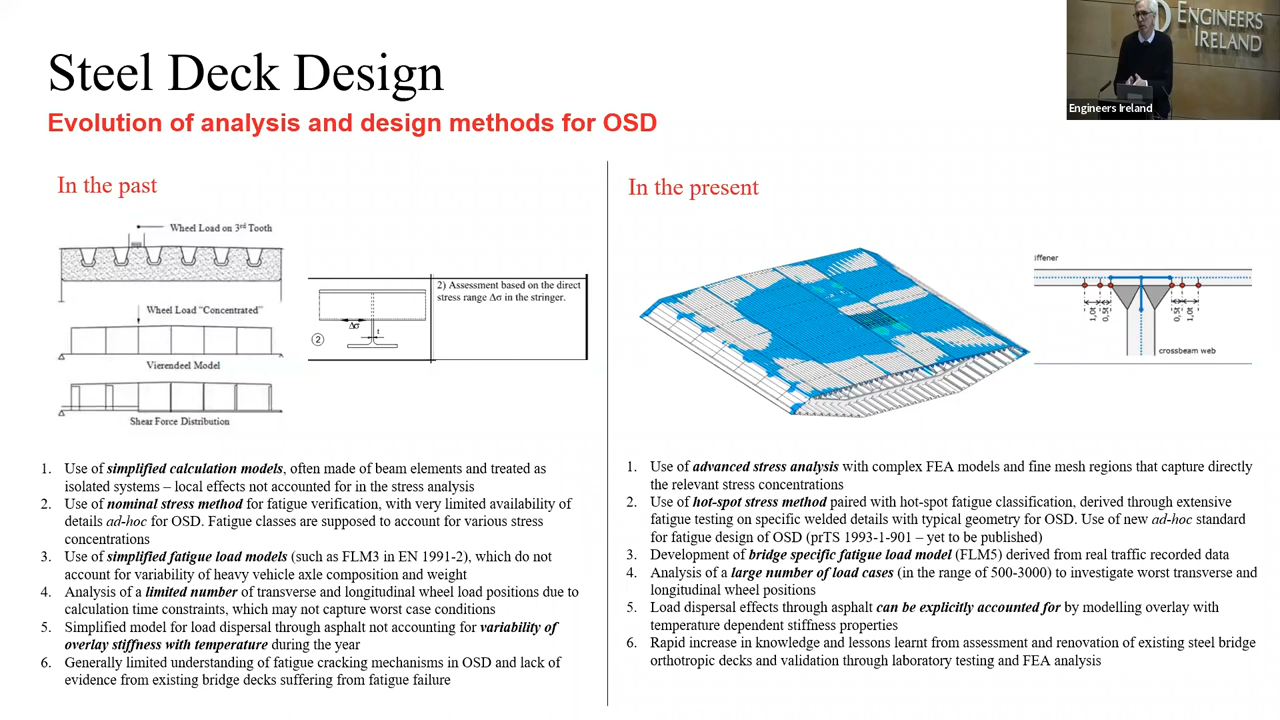 Steel Deck Design
Evolution of analysis and design methods for OSD
ENGINEERS
IRELAND
Engineers Ireland
In the past
Wheel Load on 3rd Tooth
Wheel Load "Concentrated"
Vierendeel Model
Shear Force Distribution
2) Assessment based on the direct
stress range Δσ in the stringer.
Δσ
t
2
1. Use of simplified calculation models, often made of beam elements and treated as
isolated systems – local effects not accounted for in the stress analysis
2. Use of nominal stress method for fatigue verification, with very limited availability of
details ad-hoc for OSD. Fatigue classes are supposed to account for various stress
concentrations
3. Use of simplified fatigue load models (such as FLM3 in EN 1991-2), which do not
account for variability of heavy vehicle axle composition and weight
4. Analysis of a limited number of transverse and longitudinal wheel load positions due to
calculation time constraints, which may not capture worst case conditions
5. Simplified model for load dispersal through asphalt not accounting for variability of
overlay stiffness with temperature during the year
6. Generally limited understanding of fatigue cracking mechanisms in OSD and lack of
evidence from existing bridge decks suffering from fatigue failure
In the present
iffener
crossbeam web
1. Use of advanced stress analysis with complex FEA models and fine mesh regions that capture directly
the relevant stress concentrations
2. Use of hot-spot stress method paired with hot-spot fatigue classification, derived through extensive
fatigue testing on specific welded details with typical geometry for OSD. Use of new ad-hoc standard
for fatigue design of OSD (prTS 1993-1-901 – yet to be published)
3. Development of bridge specific fatigue load model (FLM5) derived from real traffic recorded data
4. Analysis of a large number of load cases (in the range of 500-3000) to investigate worst transverse and
longitudinal wheel positions
5. Load dispersal effects through asphalt can be explicitly accounted for by modelling overlay with
temperature dependent stiffness properties
6. Rapid increase in knowledge and lessons learnt from assessment and renovation of existing steel bridge
orthotropic decks and validation through laboratory testing and FEA analysis